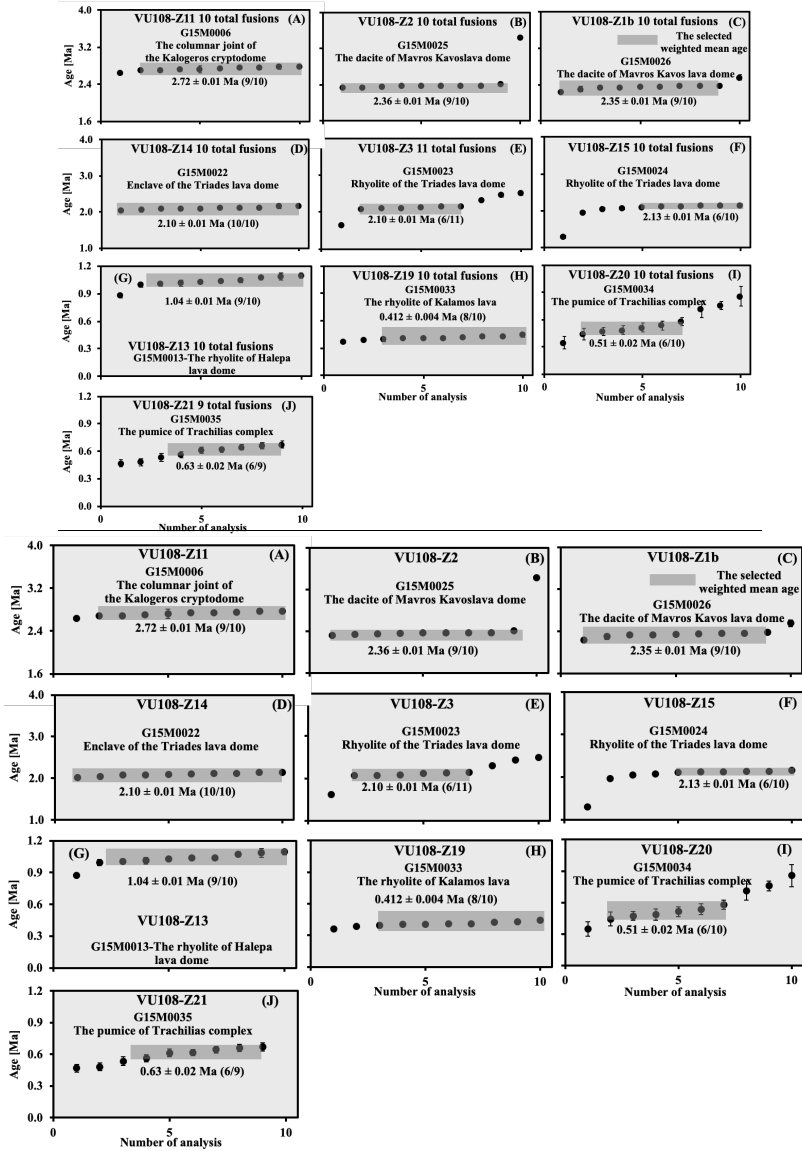 VU108-Z11 10 total fusions (A)
G15M0006
The columnar joint of
the Kalogeros cryptodome
2.72 ± 0.01 Ma (9/10)
Age [Ma]
4.0
3.2
2.4
1.6
VU108-Z2 10 total fusions (B)
G15M0025
The dacite of Mavros Kavoslava dome
2.36 ± 0.01 Ma (9/10)
VU108-Z1b 10 total fusions (C)
The selected
weighted mean age
G15M0026
The dacite of Mavros Kavos lava dome
2.35 ± 0.01 Ma (9/10)
VU108-Z14 10 total fusions (D)
G15M0022
Enclave of the Triades lava dome
2.10 ± 0.01 Ma (10/10)
Age [Ma]
4.0
3.1
2.0
1.0
VU108-Z3 11 total fusions (E)
G15M0023
Rhyolite of the Triades lava dome
2.10 ± 0.01 Ma (6/11)
VU108-Z15 10 total fusions (F)
G15M0024
Rhyolite of the Triades lava dome
2.13 ± 0.01 Ma (6/10)
(G)
1.04 ± 0.01 Ma (9/10)
VU108-Z13 10 total fusions
G15M0013-The rhyolite of Halepa
lava dome
Age [Ma]
1.2
0.9
0.6
0.3
0.0
VU108-Z19 10 total fusions (H)
G15M0033
The rhyolite of Kalamos lava
0.412 ± 0.004 Ma (8/10)
0 5 10
Number of analysis
VU108-Z20 10 total fusions (I)
G15M0034
The pumice of Trachilias complex
0.51 ± 0.02 Ma (6/10)
0 5 10
Number of analysis
VU108-Z21 9 total fusions (J)
G15M0035
The pumice of Trachilias complex
0.63 ± 0.02 Ma (6/9)
Age [Ma]
1.2
0.9
0.6
0.3
0.0
0 5 10
Number of analysis
VU108-Z11 (A)
G15M0006
The columnar joint of
the Kalogeros cryptodome
2.72 ± 0.01 Ma (9/10)
Age [Ma]
4.0
3.2
2.4
1.6
VU108-Z2 (B)
G15M0025
The dacite of Mavros Kavoslava dome
2.36 ± 0.01 Ma (9/10)
VU108-Z1b (C)
The selected
weighted mean age
G15M0026
The dacite of Mavros Kavos lava dome
2.35 ± 0.01 Ma (9/10)
VU108-Z14 (D)
G15M0022
Enclave of the Triades lava dome
2.10 ± 0.01 Ma (10/10)
Age [Ma]
4.0
3.1
2.0
1.0
VU108-Z3 (E)
G15M0023
Rhyolite of the Triades lava dome
2.10 ± 0.01 Ma (6/11)
VU108-Z15 (F)
G15M0024
Rhyolite of the Triades lava dome
2.13 ± 0.01 Ma (6/10)
(G)
1.04 ± 0.01 Ma (9/10)
VU108-Z13
G15M0013-The rhyolite of Halepa
lava dome
Age [Ma]
1.2
0.9
0.6
0.3
0.0
VU108-Z19 (H)
G15M0033
The rhyolite of Kalamos lava
0.412 ± 0.004 Ma (8/10)
0 5 10
Number of analysis
VU108-Z20 (I)
G15M0034
The pumice of Trachilias complex
0.51 ± 0.02 Ma (6/10)
0 5 10
Number of analysis
VU108-Z21 (J)
G15M0035
The pumice of Trachilias complex
0.63 ± 0.02 Ma (6/9)
Age [Ma]
1.2
0.9
0.6
0.3
0.0
0 5 10
Number of analysis